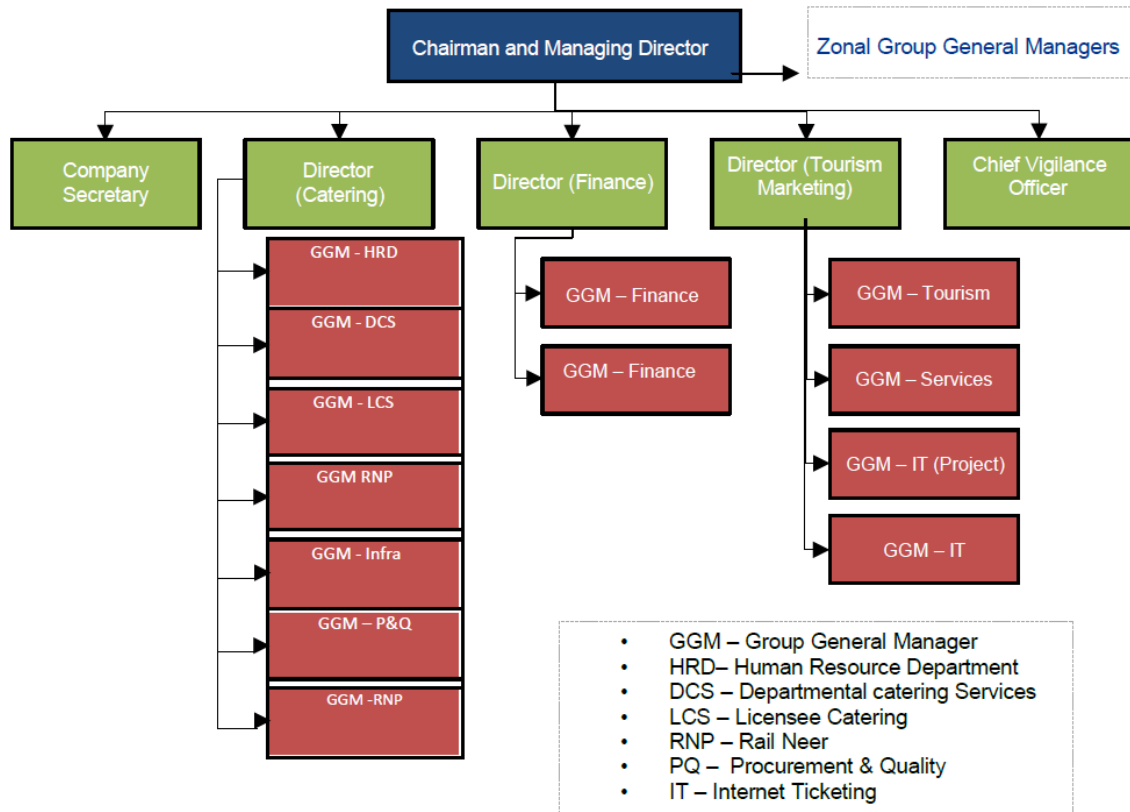 Chairman and Managing Director
Zonal Group General Managers
Company
Secretary
Director
(Catering)
Director (Finance)
Director (Tourism
Marketing)
Chief Vigilance
Officer
GGM - HRD
GGM - DCS
GGM - LCS
GGM RNP
GGM - Infra
GGM – P&Q
GGM -RNP
GGM – Finance
GGM – Finance
GGM – Tourism
GGM – Services
GGM – IT (Project)
GGM – IT
• GGM – Group General Manager
• HRD– Human Resource Department
• DCS – Departmental catering Services
• LCS – Licensee Catering
• RNP – Rail Neer
• PQ – Procurement & Quality
• IT – Internet Ticketing